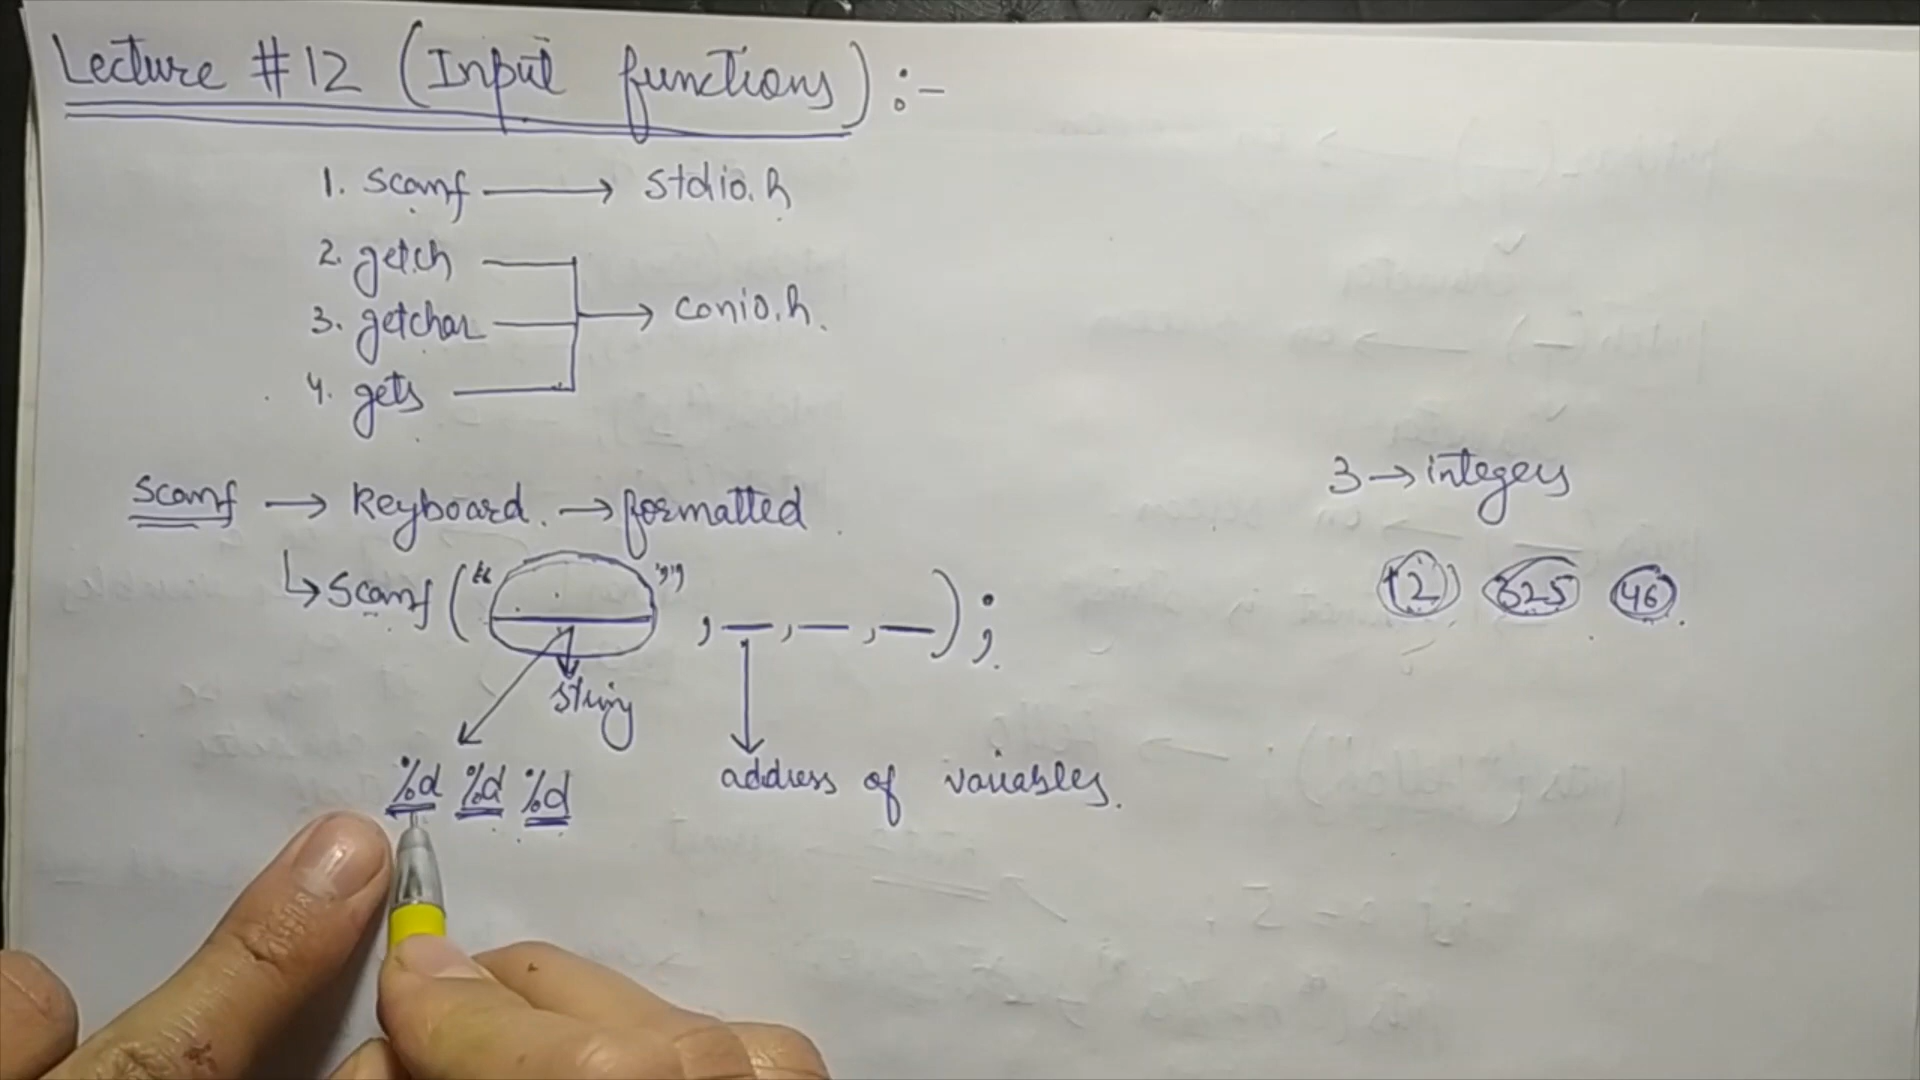 Lecture #12 (Input functions) :-
1. scanf → stdio.h
2. getch
3. getchar → conio.h.
4. gets
3 → integers
scanf → Keyboard. → formatted
12 325 46.
↳ scanf (" ", —, —, —);
string
%d %d %d
address of variables.